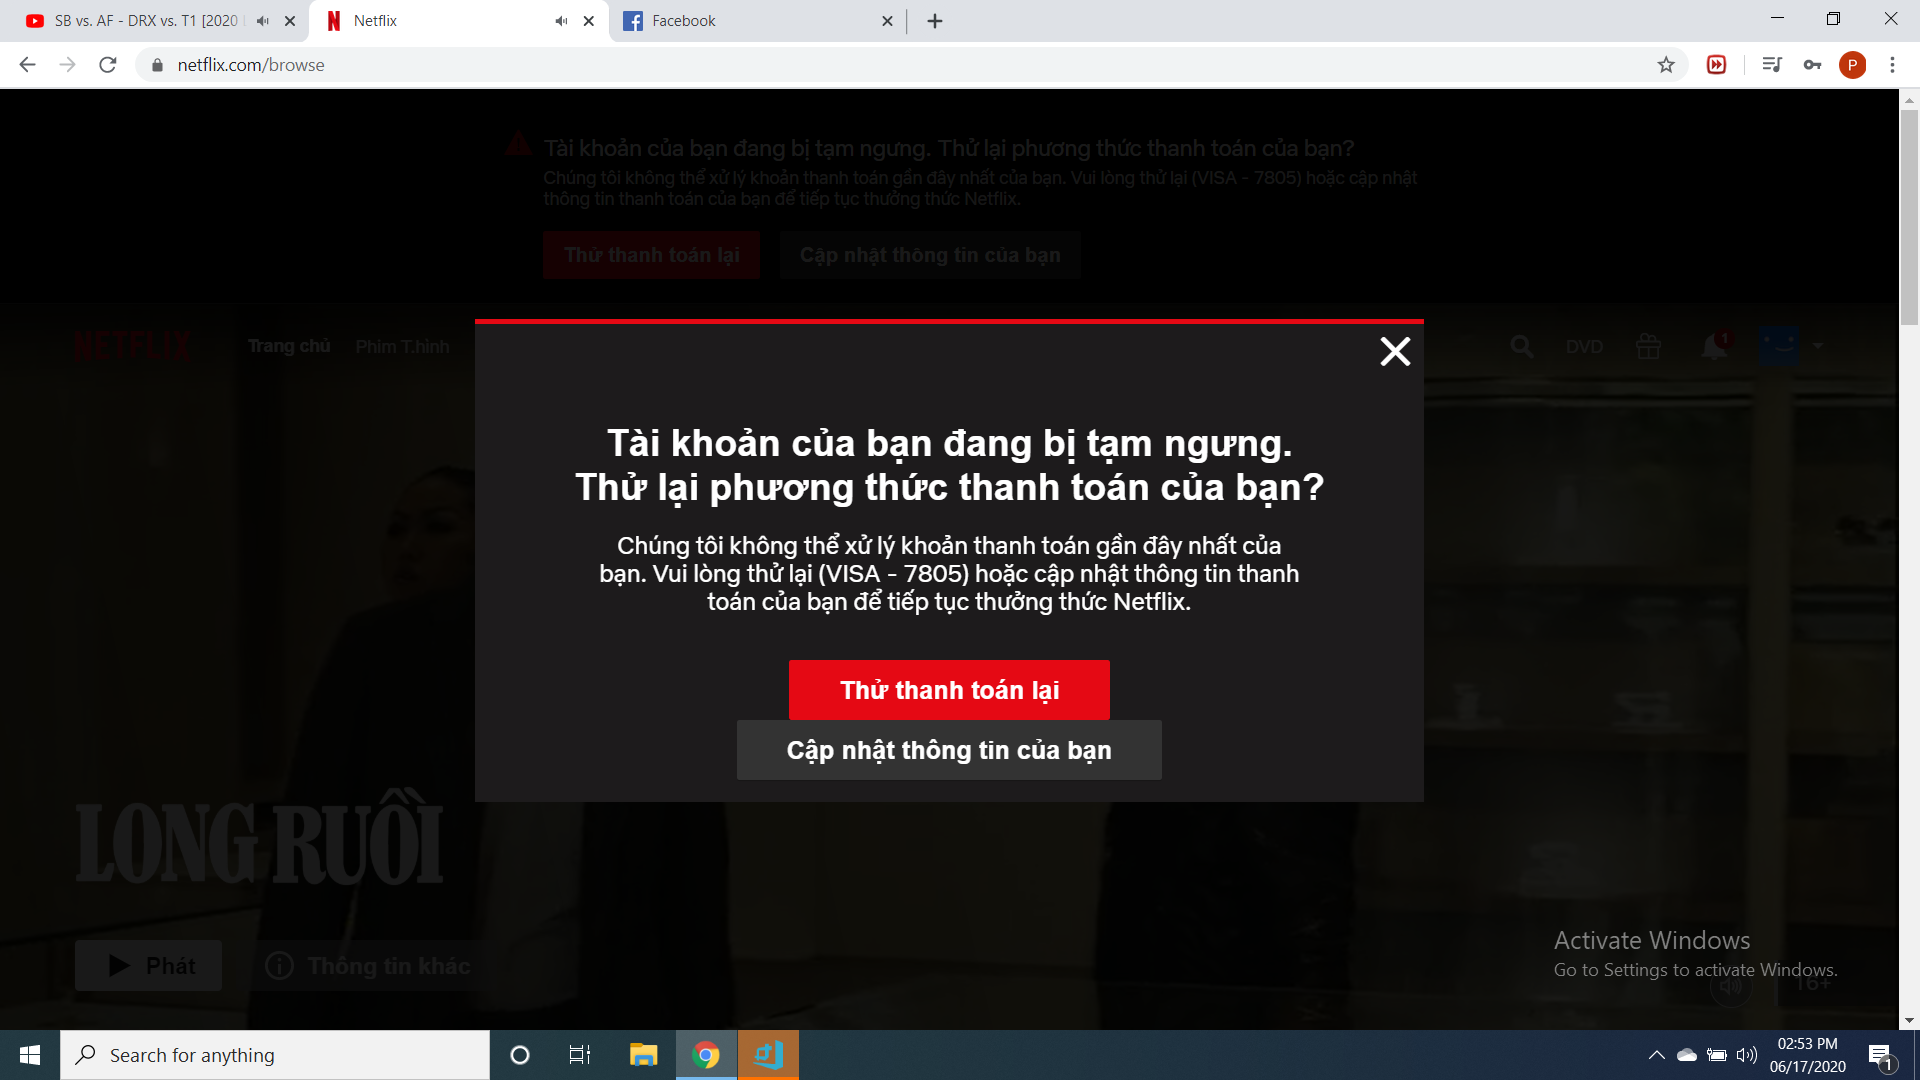 SB vs. AF - DRX vs. T1 [2020
Netflix
Facebook
netflix.com/browse
P
Tài khoản của bạn đang bị tạm ngưng. Thử lại phương thức thanh toán của bạn?
Chúng tôi không thể xử lý khoản thanh toán gần đây nhất của bạn. Vui lòng thử lại (VISA - 7805) hoặc cập nhật
thông tin thanh toán của bạn để tiếp tục thưởng thức Netflix.
Thử thanh toán lại
Cập nhật thông tin của bạn
NETFLIX
Trang chủ
Phim T.hình
DVD
1
Tài khoản của bạn đang bị tạm ngưng.
Thử lại phương thức thanh toán của bạn?
Chúng tôi không thể xử lý khoản thanh toán gần đây nhất của
bạn. Vui lòng thử lại (VISA - 7805) hoặc cập nhật thông tin thanh
toán của bạn để tiếp tục thưởng thức Netflix.
Thử thanh toán lại
Cập nhật thông tin của bạn
LONG RUỒI
Phát
Thông tin khác
Activate Windows
Go to Settings to activate Windows.
16+
Search for anything
02:53 PM
06/17/2020
1